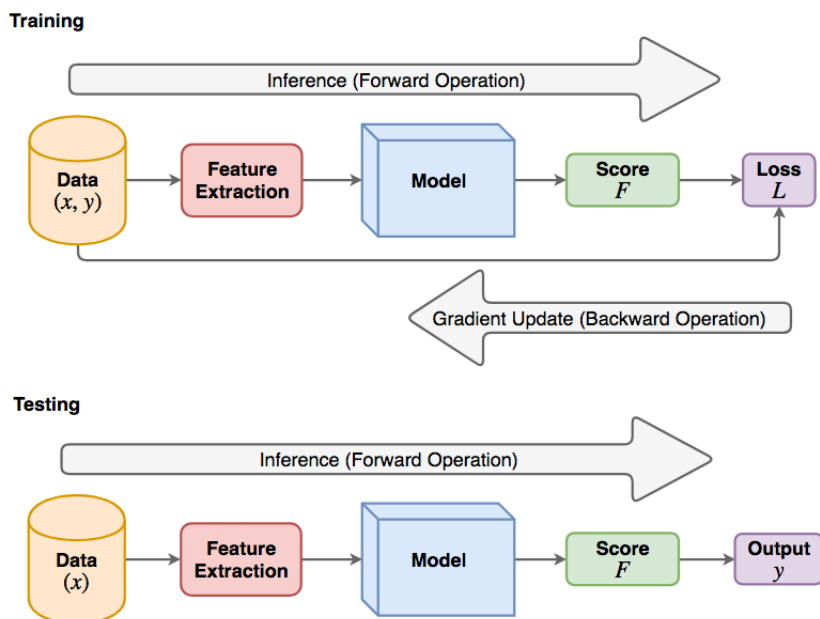 Training
Inference (Forward Operation)
Data
(x, y)
Feature
Extraction
Model
Score
F
Loss
L
Gradient Update (Backward Operation)
Testing
Inference (Forward Operation)
Data
(x)
Feature
Extraction
Model
Score
F
Output
y